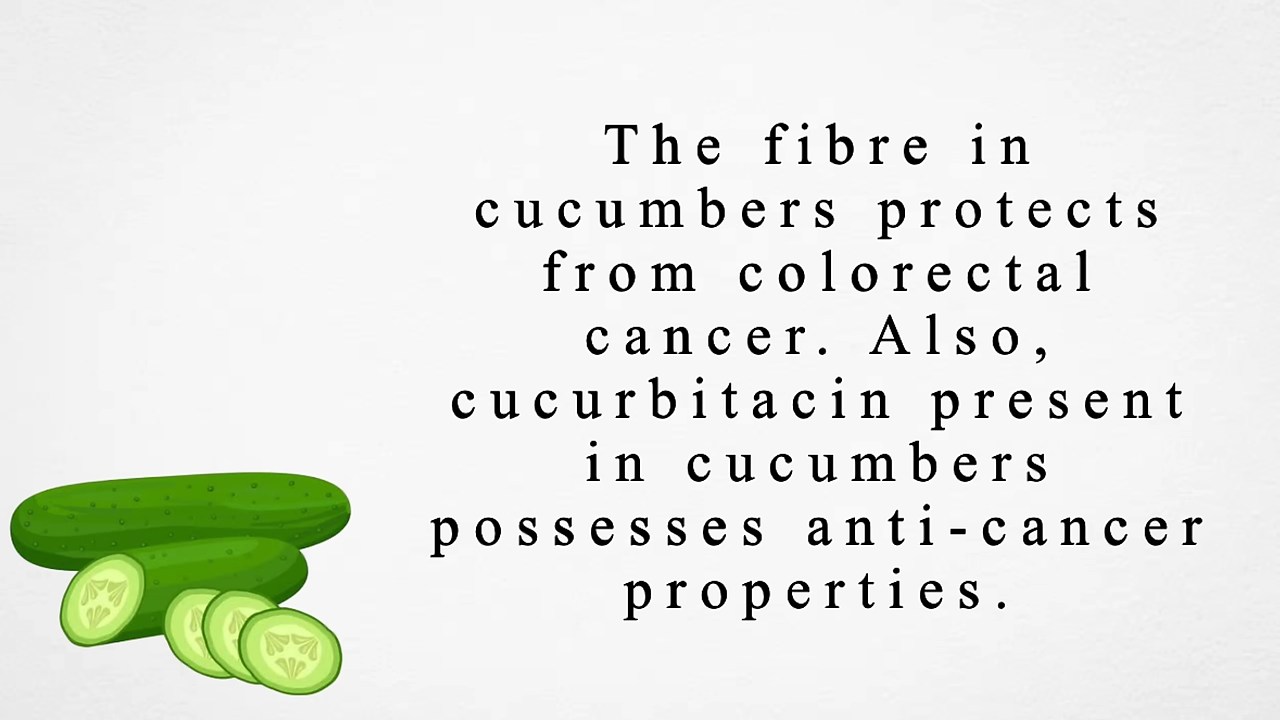 The fibre in
cucumbers protects
from colorectal
cancer. Also,
cucurbitacin present
in cucumbers
possesses anti-cancer
properties.